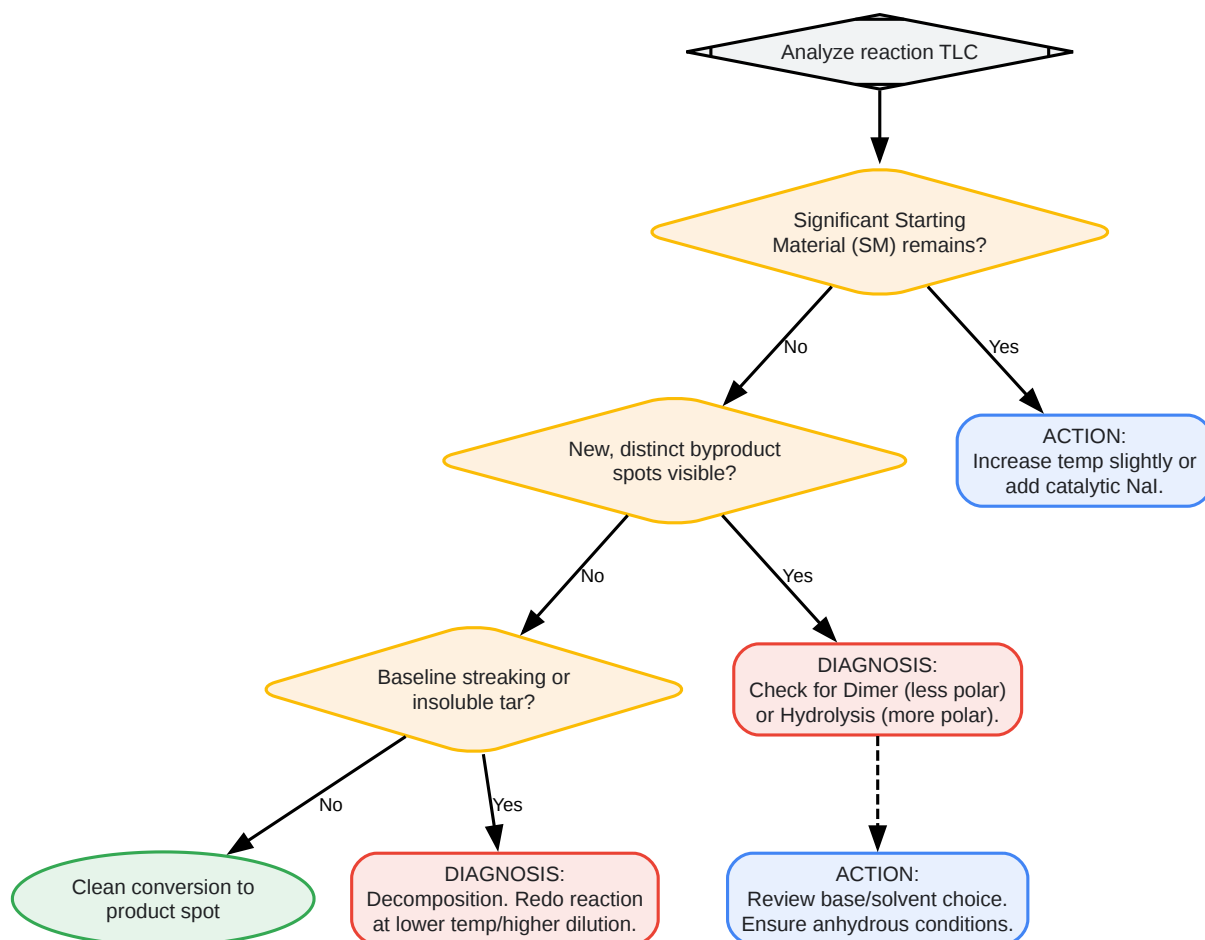 Analyze reaction TLC
Significant Starting
Material (SM) remains?
No
Yes
New, distinct byproduct
spots visible?
ACTION:
Increase temp slightly or
add catalytic NaI.
No
Yes
Baseline streaking or
insoluble tar?
DIAGNOSIS:
Check for Dimer (less polar)
or Hydrolysis (more polar).
No
Yes
Clean conversion to
product spot
DIAGNOSIS:
Decomposition. Redo reaction
at lower temp/higher dilution.
ACTION:
Review base/solvent choice.
Ensure anhydrous conditions.